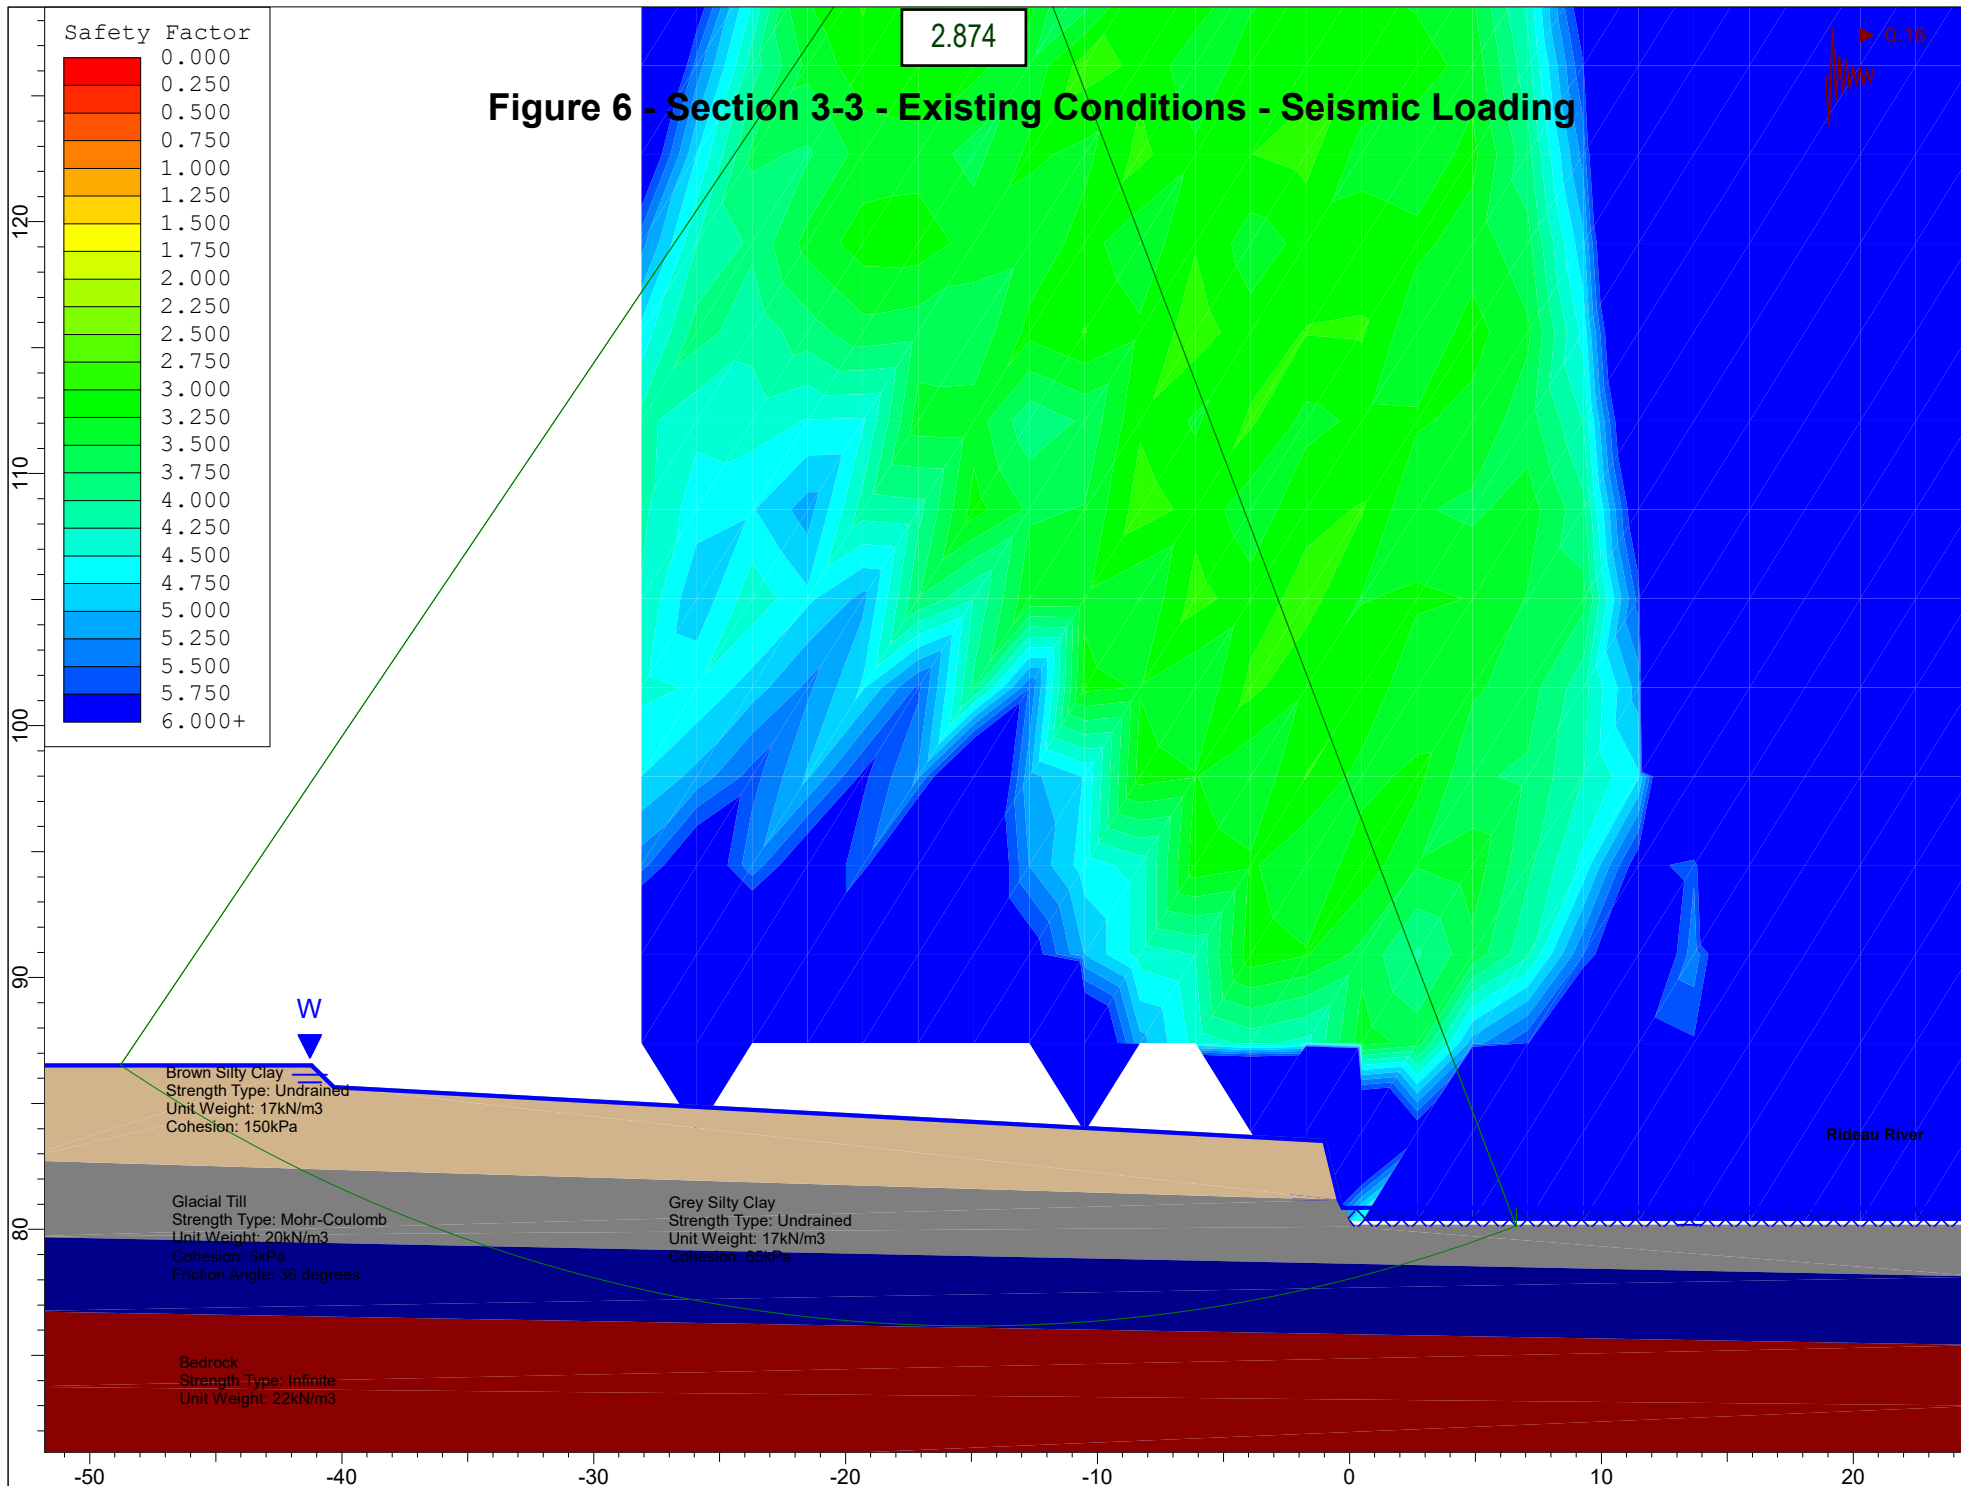 Safety Factor
0.000
0.250
0.500
0.750
1.000
1.250
1.500
1.750
2.000
2.250
2.500
2.750
3.000
3.250
3.500
3.750
4.000
4.250
4.500
4.750
5.000
5.250
5.500
5.750
6.000+
2.874
0.16
Figure 6 - Section 3-3 - Existing Conditions - Seismic Loading
W
Brown Silty Clay
Strength Type: Undrained
Unit Weight: 17kN/m3
Cohesion: 150kPa
Rideau River
Glacial Till
Strength Type: Mohr-Coulomb
Unit Weight: 20kN/m3
Cohesion: 5kPa
Friction Angle: 36 degrees
Grey Silty Clay
Strength Type: Undrained
Unit Weight: 17kN/m3
Cohesion: 65kPa
Bedrock
Strength Type: Infinite
Unit Weight: 22kN/m3
120
110
100
90
80
-50 -40 -30 -20 -10 0 10 20